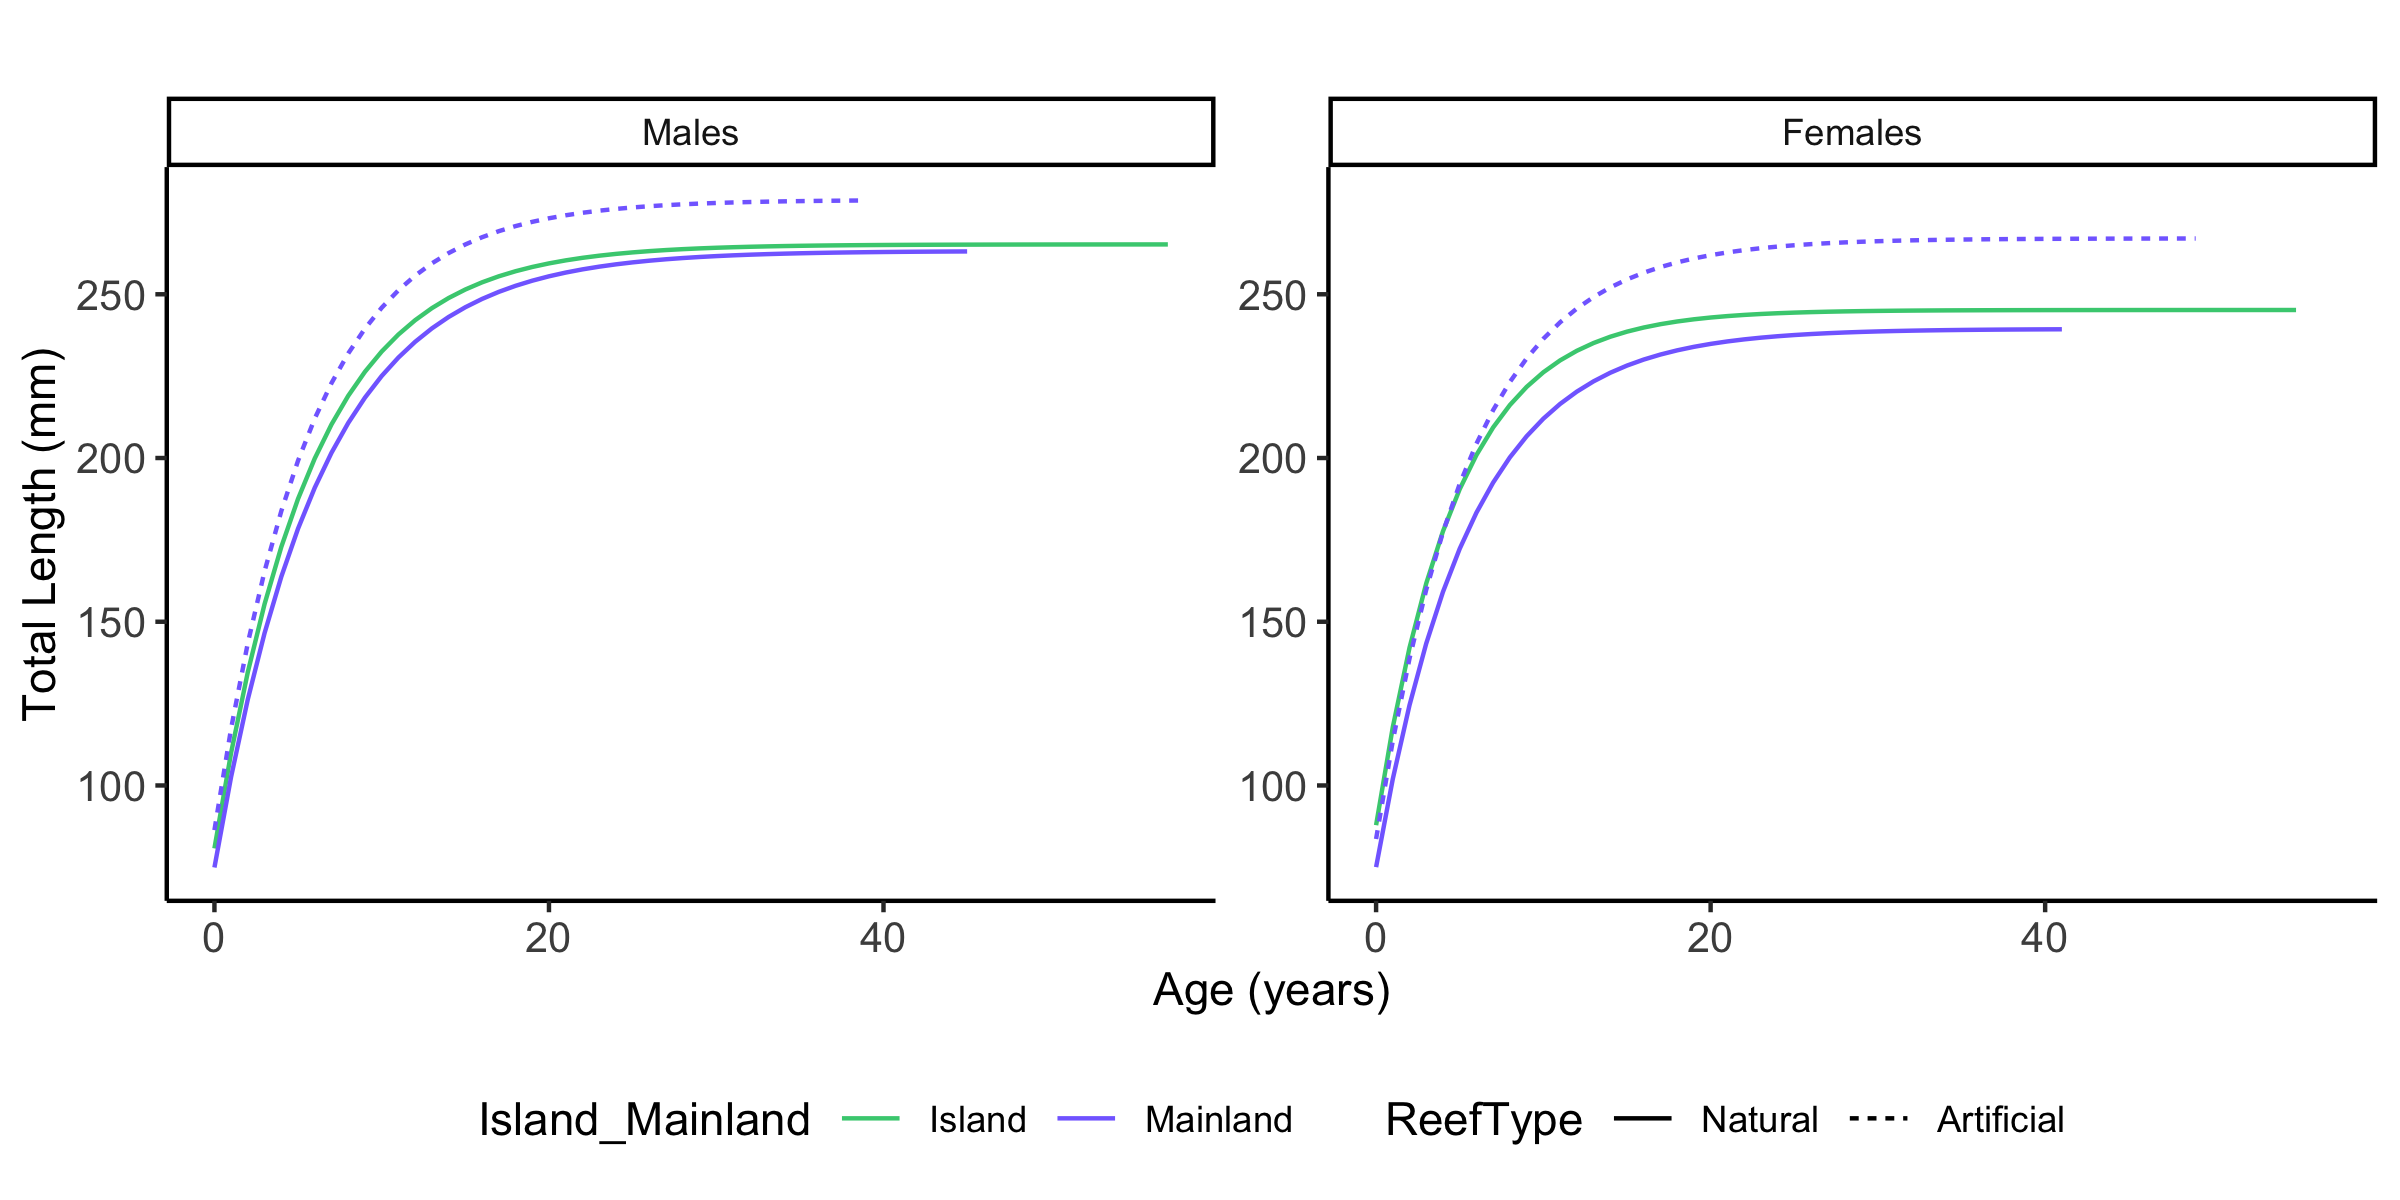 Males
Females
Total Length (mm)
250
200
150
100
250
200
150
100
0 20 40
0 20 40
Age (years)
Island_Mainland Island Mainland ReefType Natural Artificial